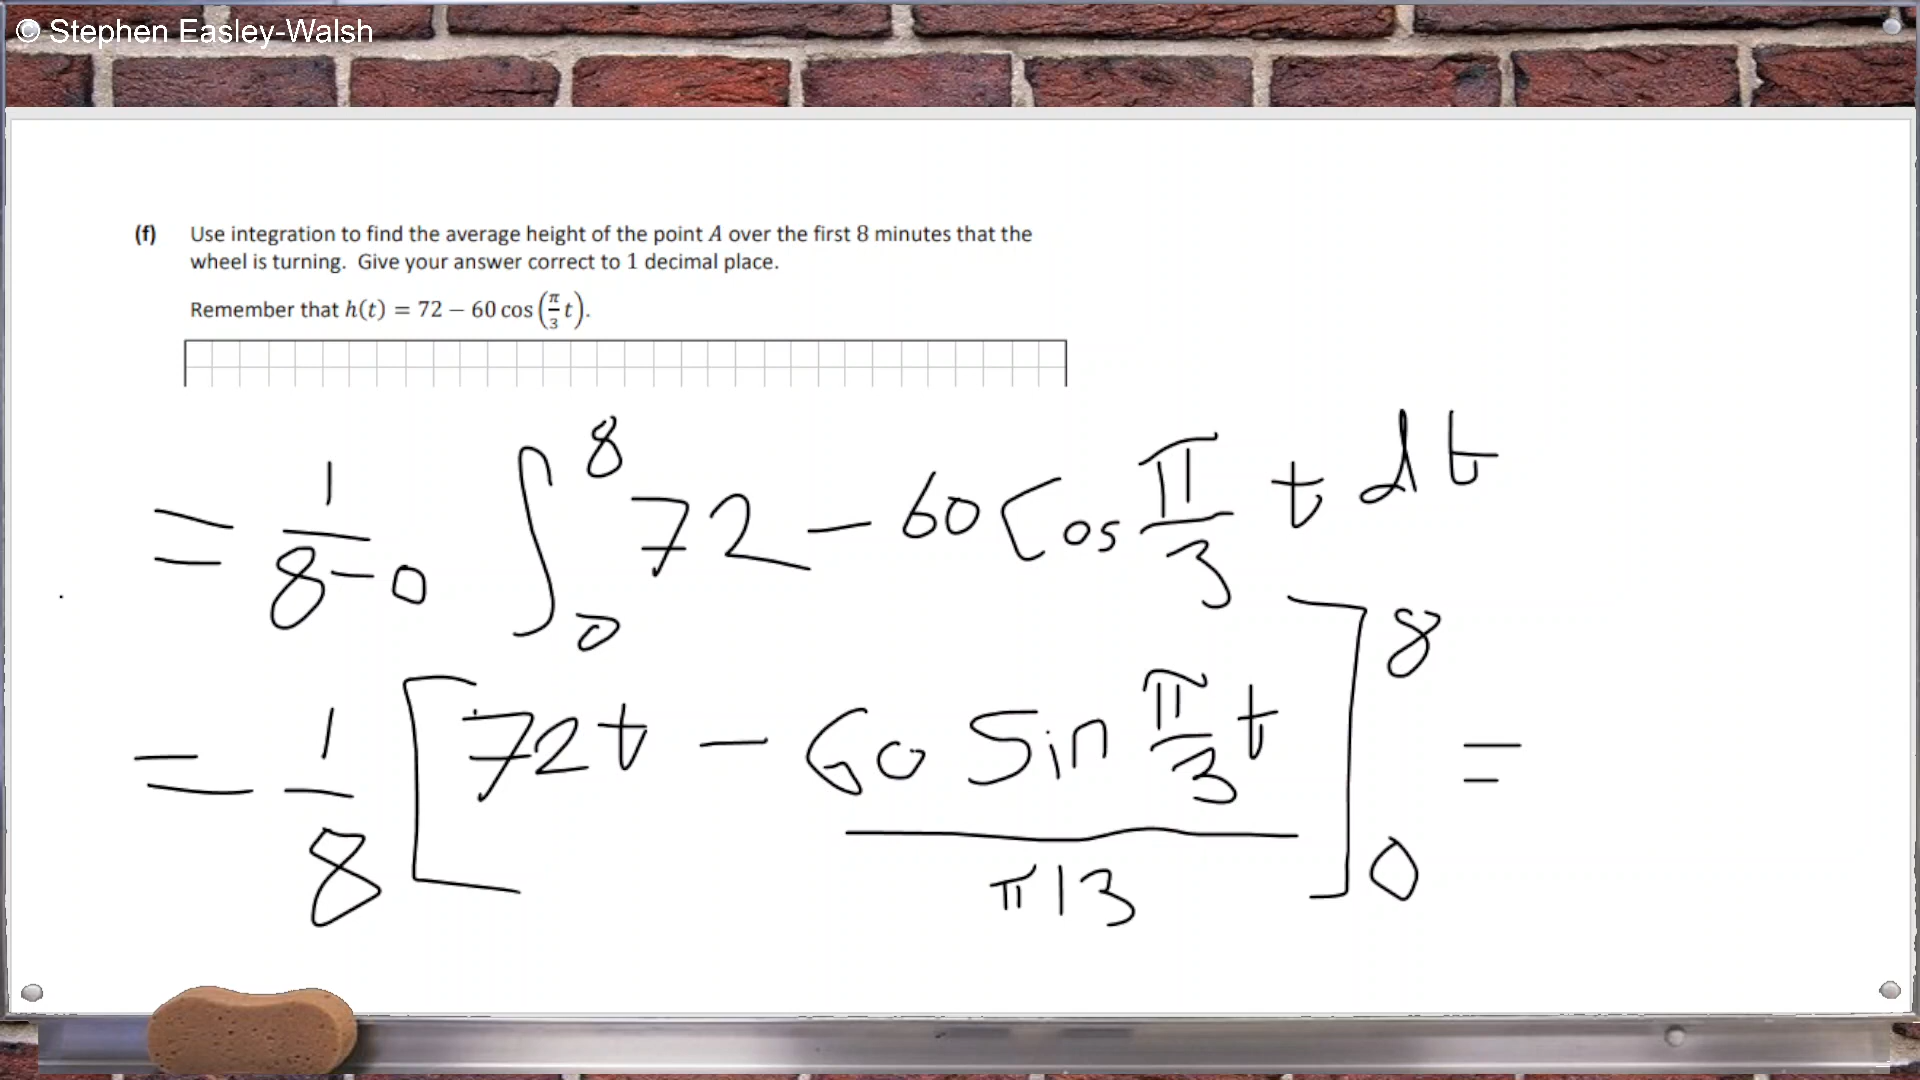 © Stephen Easley-Walsh
(f) Use integration to find the average height of the point A over the first 8 minutes that the
wheel is turning. Give your answer correct to 1 decimal place.
Remember that h(t) = 72 − 60 cos(π/3 t).
= 1/8−0 ∫₀⁸ 72 − 60 Cos π/3 t dt
= 1/8 [72t − 60 Sin π/3 t / π/3]₀⁸ =